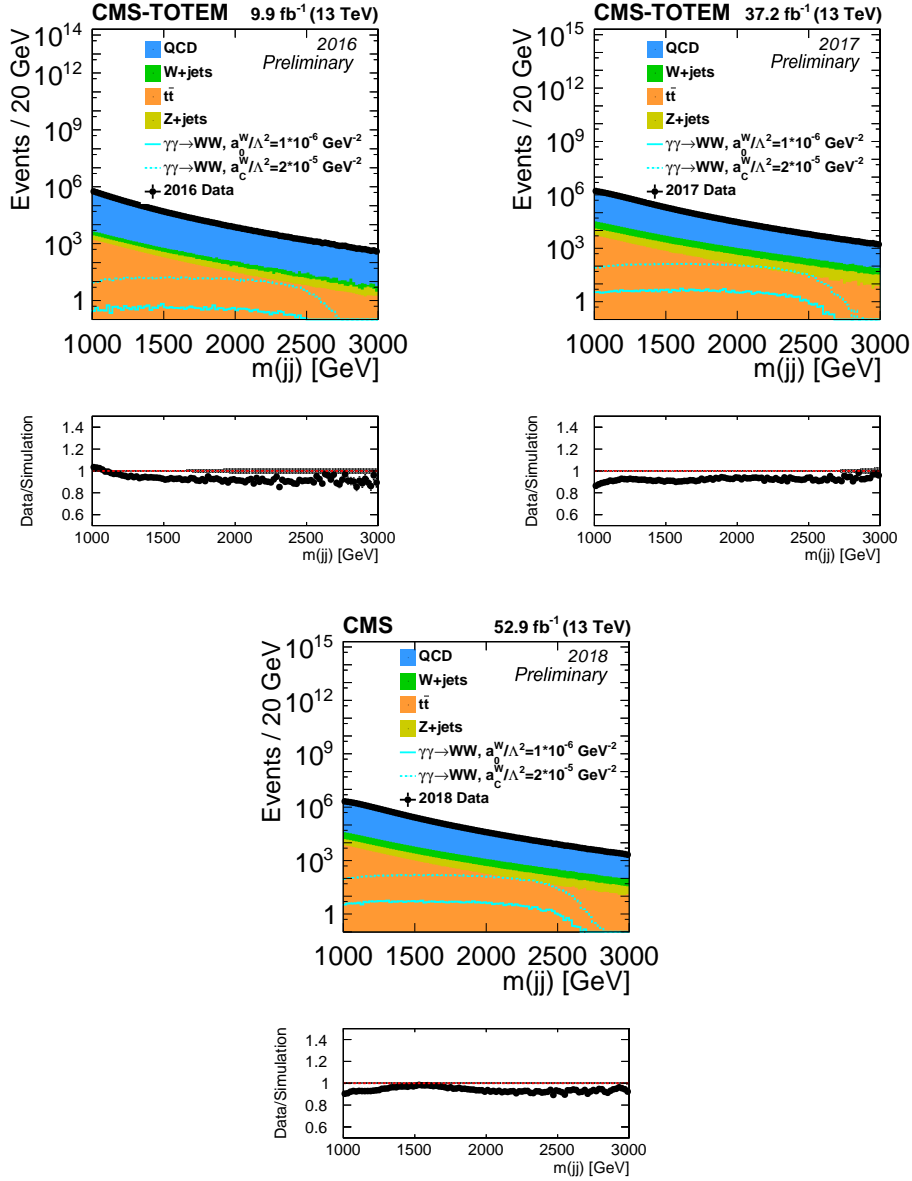 CMS-TOTEM 9.9 fb⁻¹ (13 TeV)
Events / 20 GeV
10¹⁴
10¹²
10⁹
10⁶
10³
1
2016
Preliminary
QCD
W+jets
tt̄
Z+jets
γγ→WW, a₀ᵂ/Λ²=1*10⁻⁶ GeV⁻²
γγ→WW, a_Cᵂ/Λ²=2*10⁻⁵ GeV⁻²
2016 Data
1000 1500 2000 2500 3000
m(jj) [GeV]
Data/Simulation
1.4
1.2
1
0.8
0.6
1000 1500 2000 2500 3000
m(jj) [GeV]
CMS-TOTEM 37.2 fb⁻¹ (13 TeV)
Events / 20 GeV
10¹⁵
10¹²
10⁹
10⁶
10³
1
2017
Preliminary
QCD
W+jets
tt̄
Z+jets
γγ→WW, a₀ᵂ/Λ²=1*10⁻⁶ GeV⁻²
γγ→WW, a_Cᵂ/Λ²=2*10⁻⁵ GeV⁻²
2017 Data
1000 1500 2000 2500 3000
m(jj) [GeV]
Data/Simulation
1.4
1.2
1
0.8
0.6
1000 1500 2000 2500 3000
m(jj) [GeV]
CMS 52.9 fb⁻¹ (13 TeV)
Events / 20 GeV
10¹⁵
10¹²
10⁹
10⁶
10³
1
2018
Preliminary
QCD
W+jets
tt̄
Z+jets
γγ→WW, a₀ᵂ/Λ²=1*10⁻⁶ GeV⁻²
γγ→WW, a_Cᵂ/Λ²=2*10⁻⁵ GeV⁻²
2018 Data
1000 1500 2000 2500 3000
m(jj) [GeV]
Data/Simulation
1.4
1.2
1
0.8
0.6
1000 1500 2000 2500 3000
m(jj) [GeV]